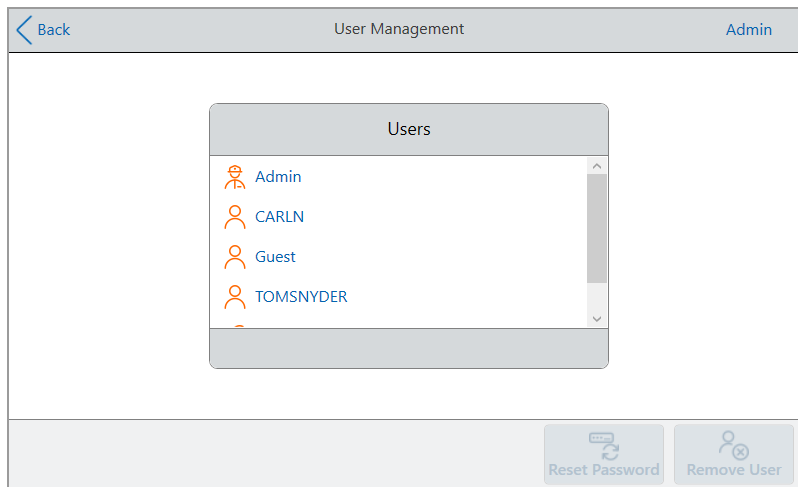 Back
User Management
Admin
Users
Admin
CARLN
Guest
TOMSNYDER
Reset Password
Remove User